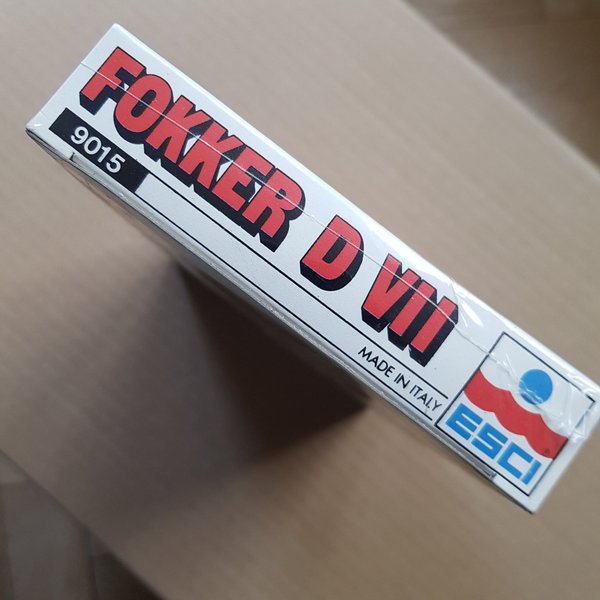 FOKKER D VII
9015
MADE IN ITALY
ESCI